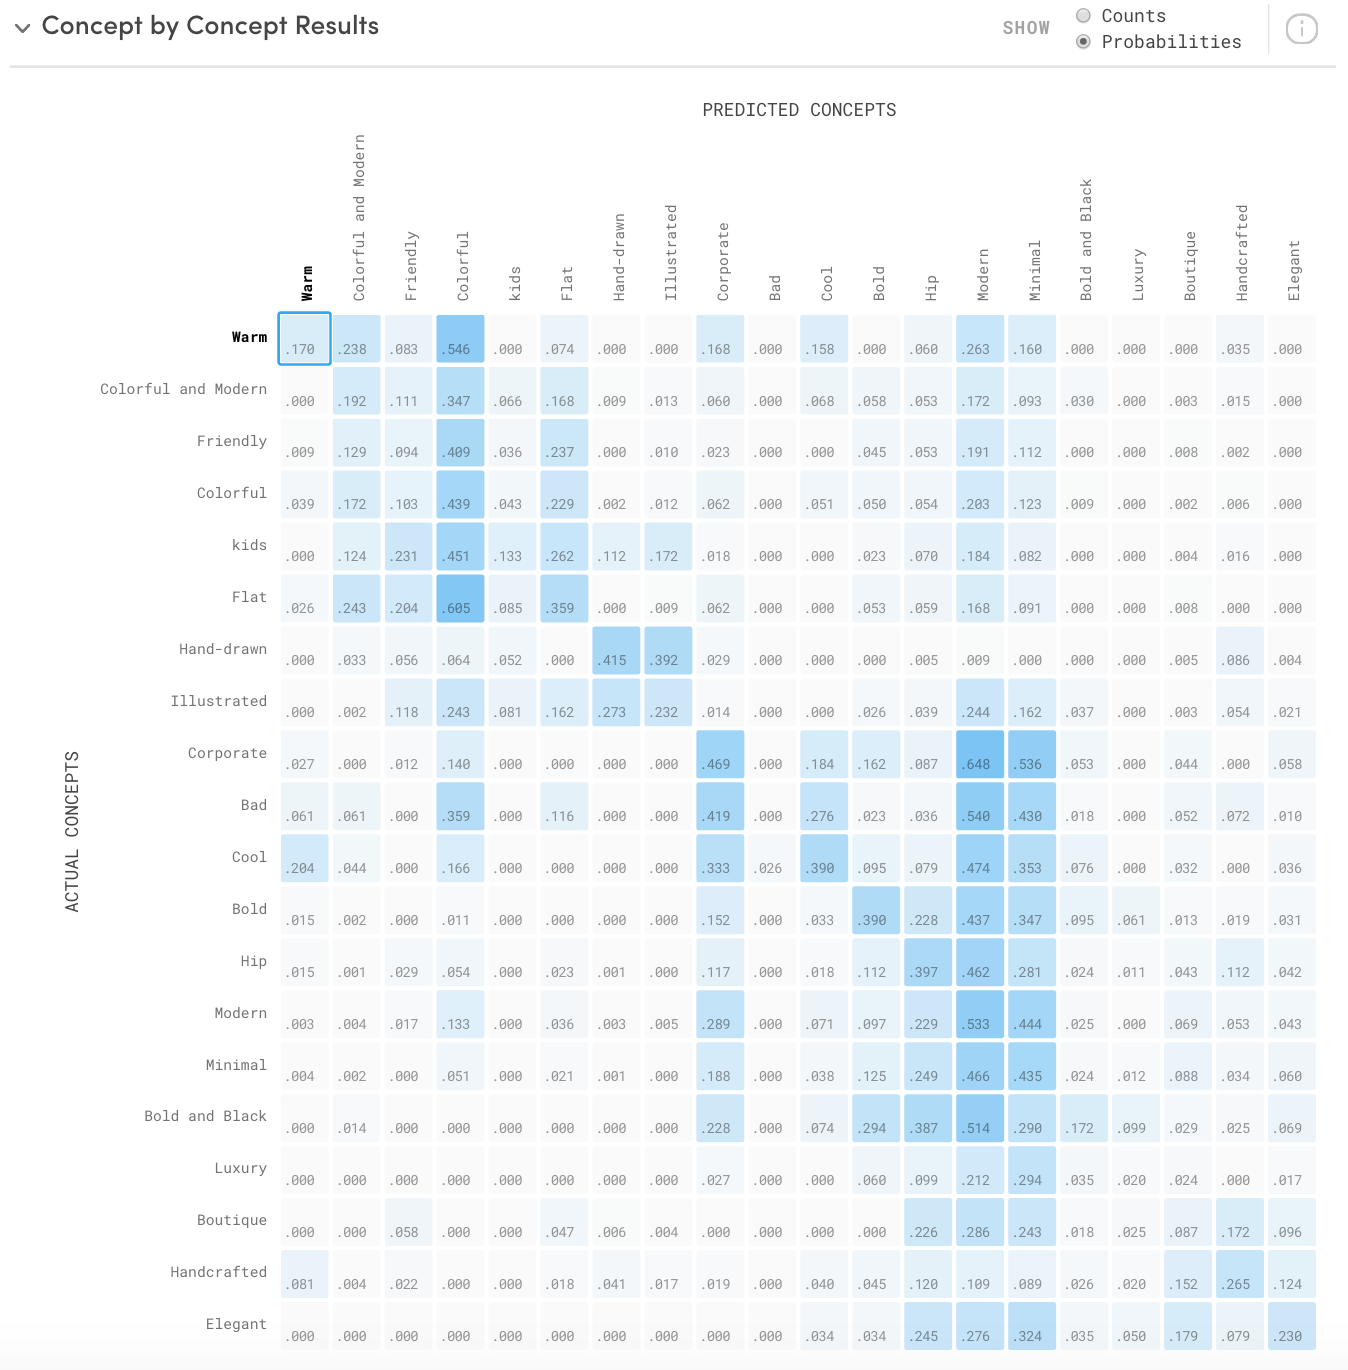 Concept by Concept Results
SHOW
Counts
Probabilities
PREDICTED CONCEPTS
Warm
Colorful and Modern
Friendly
Colorful
kids
Flat
Hand-drawn
Illustrated
Corporate
Bad
Cool
Bold
Hip
Modern
Minimal
Bold and Black
Luxury
Boutique
Handcrafted
Elegant
ACTUAL CONCEPTS
Warm .170 .238 .083 .546 .000 .074 .000 .000 .168 .000 .158 .000 .060 .263 .160 .000 .000 .000 .035 .000
Colorful and Modern .000 .192 .111 .347 .066 .168 .009 .013 .060 .000 .068 .058 .053 .172 .093 .030 .000 .003 .015 .000
Friendly .009 .129 .094 .409 .036 .237 .000 .010 .023 .000 .000 .045 .053 .191 .112 .000 .000 .008 .002 .000
Colorful .039 .172 .103 .439 .043 .229 .002 .012 .062 .000 .051 .050 .054 .203 .123 .009 .000 .002 .006 .000
kids .000 .124 .231 .451 .133 .262 .112 .172 .018 .000 .000 .023 .070 .184 .082 .000 .000 .004 .016 .000
Flat .026 .243 .204 .605 .085 .359 .000 .009 .062 .000 .000 .053 .059 .168 .091 .000 .000 .008 .000 .000
Hand-drawn .000 .033 .056 .064 .052 .000 .415 .392 .029 .000 .000 .000 .005 .009 .000 .000 .000 .005 .086 .004
Illustrated .000 .002 .118 .243 .081 .162 .273 .232 .014 .000 .000 .026 .039 .244 .162 .037 .000 .003 .054 .021
Corporate .027 .000 .012 .140 .000 .000 .000 .000 .469 .000 .184 .162 .087 .648 .536 .053 .000 .044 .000 .058
Bad .061 .061 .000 .359 .000 .116 .000 .000 .419 .000 .276 .023 .036 .540 .430 .018 .000 .052 .072 .010
Cool .204 .044 .000 .166 .000 .000 .000 .000 .333 .026 .390 .095 .079 .474 .353 .076 .000 .032 .000 .036
Bold .015 .002 .000 .011 .000 .000 .000 .000 .152 .000 .033 .390 .228 .437 .347 .095 .061 .013 .019 .031
Hip .015 .001 .029 .054 .000 .023 .001 .000 .117 .000 .018 .112 .397 .462 .281 .024 .011 .043 .112 .042
Modern .003 .004 .017 .133 .000 .036 .003 .005 .289 .000 .071 .097 .229 .533 .444 .025 .000 .069 .053 .043
Minimal .004 .002 .000 .051 .000 .021 .001 .000 .188 .000 .038 .125 .249 .466 .435 .024 .012 .088 .034 .060
Bold and Black .000 .014 .000 .000 .000 .000 .000 .000 .228 .000 .074 .294 .387 .514 .290 .172 .099 .029 .025 .069
Luxury .000 .000 .000 .000 .000 .000 .000 .000 .027 .000 .000 .060 .099 .212 .294 .035 .020 .024 .000 .017
Boutique .000 .000 .058 .000 .000 .047 .006 .004 .000 .000 .000 .000 .226 .286 .243 .018 .025 .087 .172 .096
Handcrafted .081 .004 .022 .000 .000 .018 .041 .017 .019 .000 .040 .045 .120 .109 .089 .026 .020 .152 .265 .124
Elegant .000 .000 .000 .000 .000 .000 .000 .000 .000 .000 .034 .034 .245 .276 .324 .035 .050 .179 .079 .230